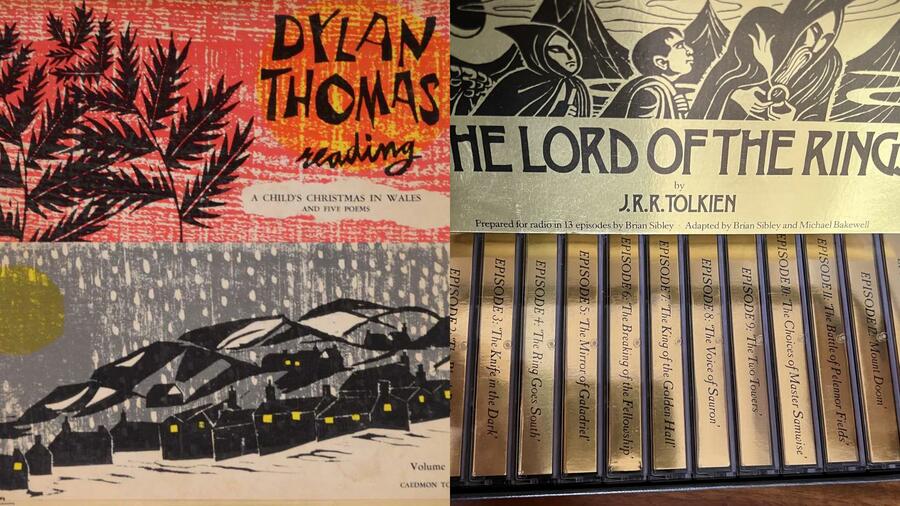 DYLAN
THOMAS
reading
A CHILD'S CHRISTMAS IN WALES
AND FIVE POEMS
Volume
CAEDMON
HE LORD OF THE RING
by
J.R.R. TOLKIEN
Prepared for radio in 13 episodes by Brian Sibley Adapted by Brian Sibley and Michael Bakewell
EPISODE 3: 'The Knife in the Dark'
EPISODE 4: 'The Ring Goes South'
EPISODE 5: 'The Mirror of Galadriel'
EPISODE 6: 'The Breaking of the Fellowship'
EPISODE 7: 'The King of the Golden Hall'
EPISODE 8: 'The Voice of Saruman'
EPISODE 9: 'The Two Towers'
EPISODE 10: 'The Choices of Master Samwise'
EPISODE 11: 'The Battle of Pelennor Fields'
EPISODE 12: 'Mount Doom'